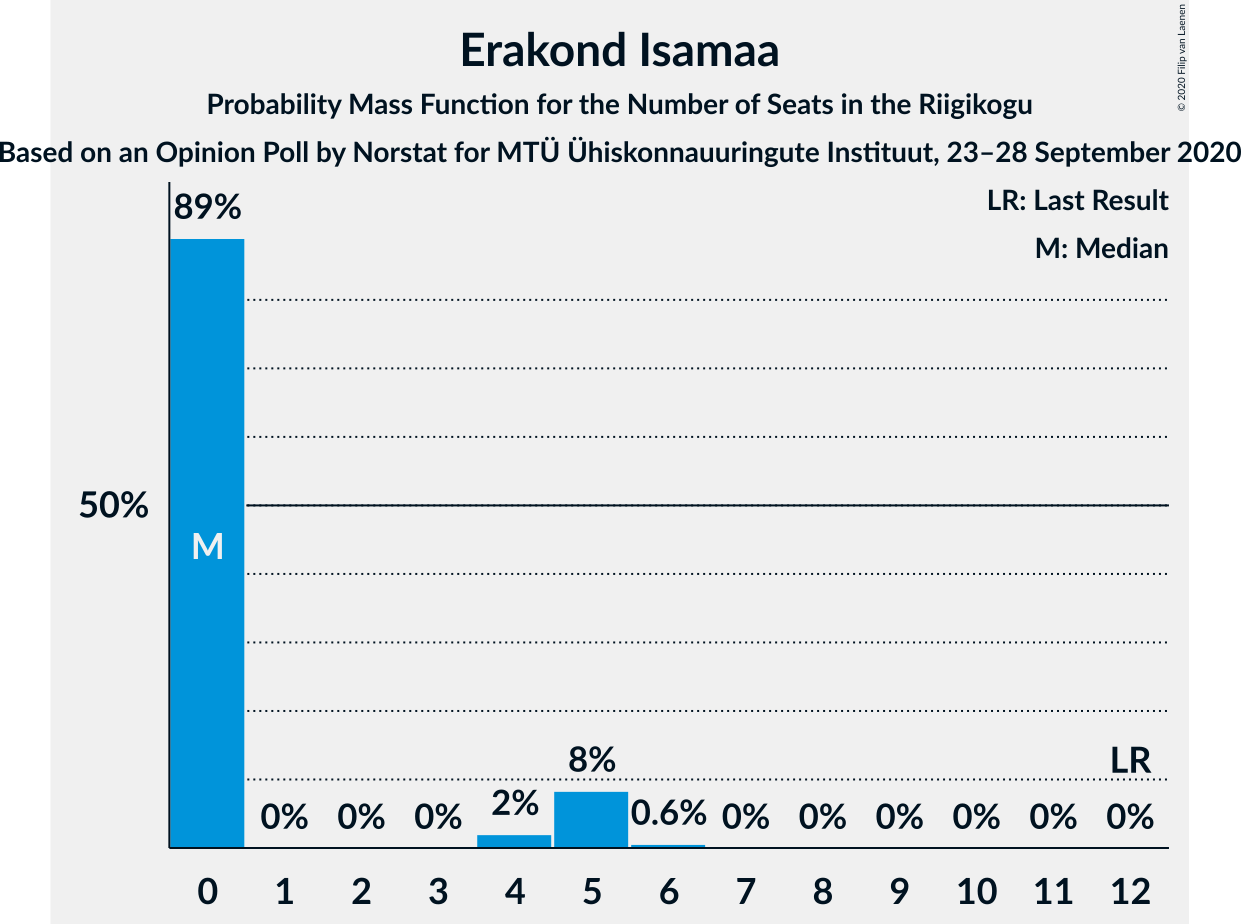 Erakond Isamaa
Probability Mass Function for the Number of Seats in the Riigikogu
Based on an Opinion Poll by Norstat for MTÜ Ühiskonnauuringute Instituut, 23–28 September 2020
© 2020 Filip van Laenen
LR: Last Result
M: Median
89%
50%
M
8%
LR
0% 0% 0% 2% 0.6% 0% 0% 0% 0% 0% 0%
0 1 2 3 4 5 6 7 8 9 10 11 12